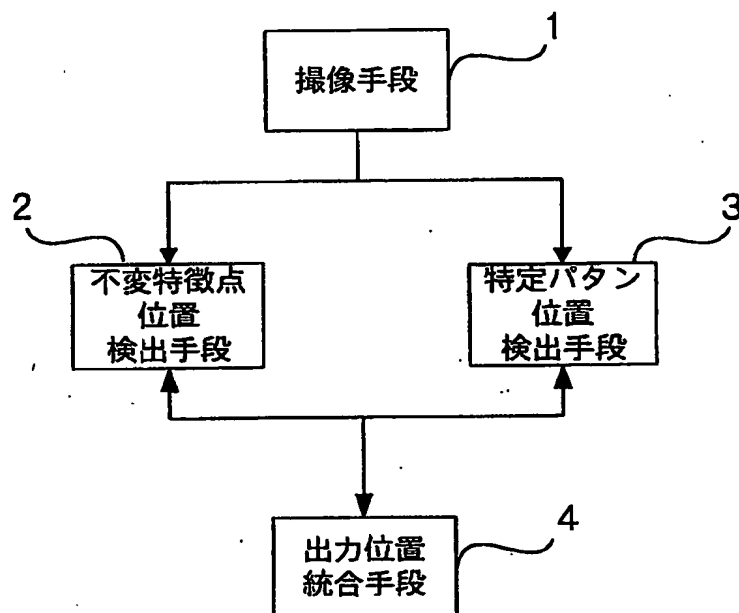 1
撮像手段
2
不変特徴点
位置
検出手段
3
特定パタン
位置
検出手段
4
出力位置
統合手段